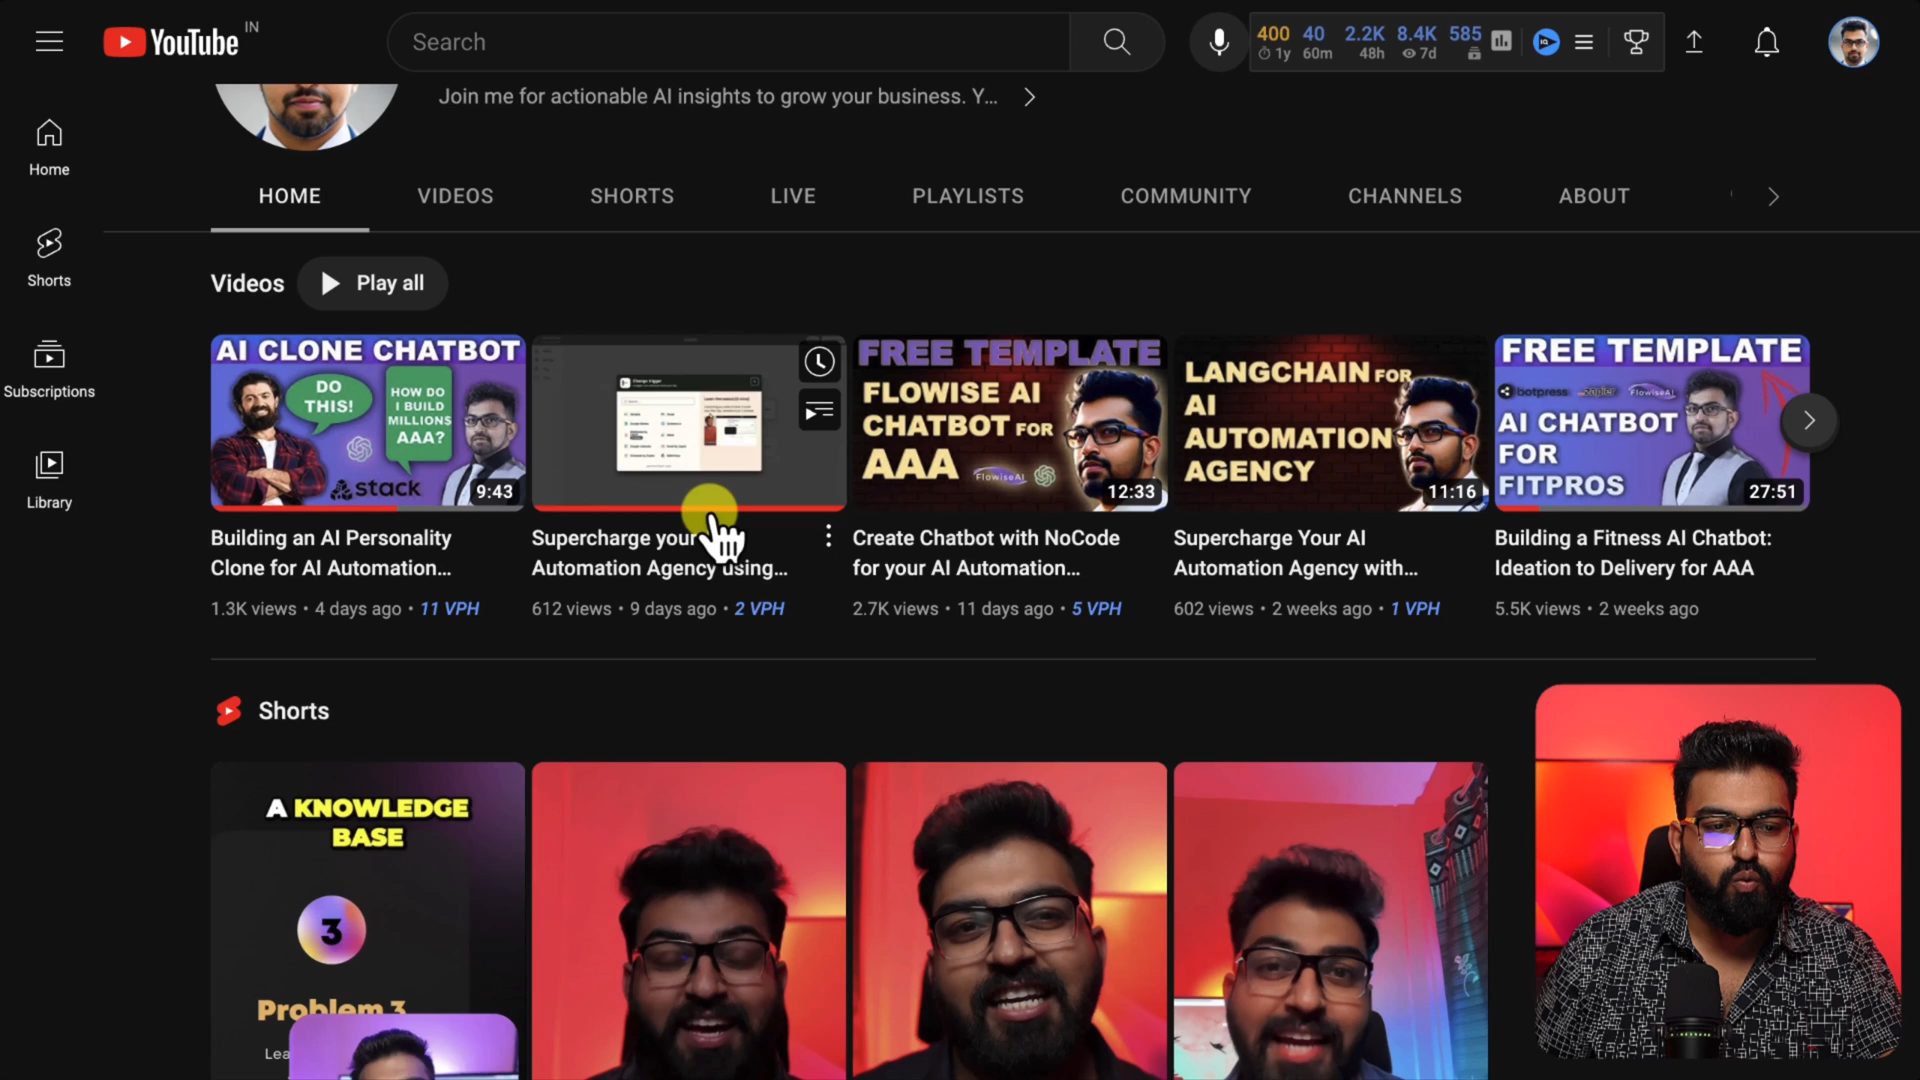 YouTube IN
Search
400 40 2.2K 8.4K 585
1y 60m 48h 7d
Join me for actionable AI insights to grow your business. Y...
Home
Shorts
Subscriptions
Library
HOME VIDEOS SHORTS LIVE PLAYLISTS COMMUNITY CHANNELS ABOUT
Videos Play all
AI CLONE CHATBOT
DO
THIS!
HOW DO
I BUILD
MILLIONS
AAA?
stack
9:43
Building an AI Personality
Clone for AI Automation...
1.3K views • 4 days ago • 11 VPH
Change trigger
Supercharge your
Automation Agency using...
612 views • 9 days ago • 2 VPH
FREE TEMPLATE
FLOWISE AI
CHATBOT FOR
AAA
FlowiseAI
12:33
Create Chatbot with NoCode
for your AI Automation...
2.7K views • 11 days ago • 5 VPH
LANGCHAIN FOR
AI
AUTOMATION
AGENCY
11:16
Supercharge Your AI
Automation Agency with...
602 views • 2 weeks ago • 1 VPH
FREE TEMPLATE
botpress
FlowiseAI
AI CHATBOT
FOR
FITPROS
27:51
Building a Fitness AI Chatbot:
Ideation to Delivery for AAA
5.5K views • 2 weeks ago
Shorts
A KNOWLEDGE
BASE
3
Problem 3
Lea